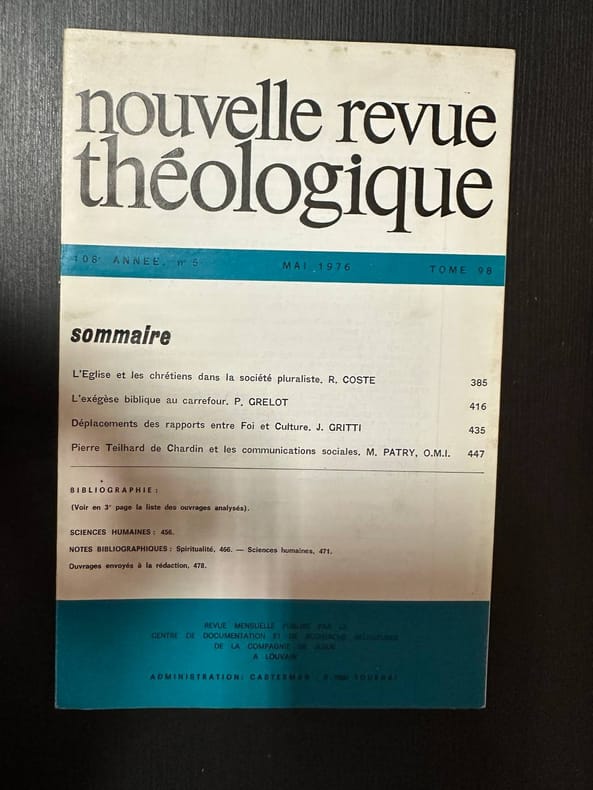 nouvelle revue
théologique
108e ANNÉE. n° 5 MAI 1976 TOME 98
sommaire
L'Eglise et les chrétiens dans la société pluraliste. R. COSTE 385
L'exégèse biblique au carrefour. P. GRELOT 416
Déplacements des rapports entre Foi et Culture. J. GRITTI 435
Pierre Teilhard de Chardin et les communications sociales. M. PATRY, O.M.I. 447
BIBLIOGRAPHIE :
(Voir en 3e page la liste des ouvrages analysés).
SCIENCES HUMAINES : 456.
NOTES BIBLIOGRAPHIQUES : Spiritualité, 466. — Sciences humaines, 471.
Ouvrages envoyés à la rédaction, 478.
REVUE MENSUELLE PUBLIÉE PAR LE
CENTRE DE DOCUMENTATION ET DE RECHERCHE RELIGIEUSES
DE LA COMPAGNIE DE JÉSUS
A LOUVAIN
ADMINISTRATION: CASTERMAN - B-7500 TOURNAI